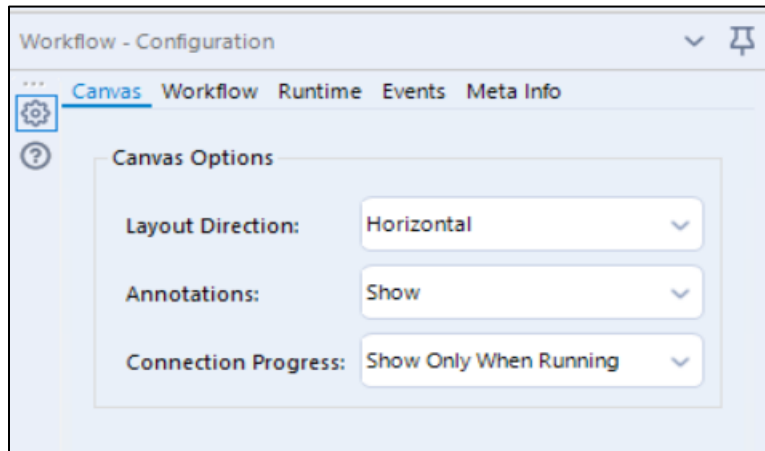 Workflow - Configuration
Canvas Workflow Runtime Events Meta Info
Canvas Options
Layout Direction: Horizontal
Annotations: Show
Connection Progress: Show Only When Running